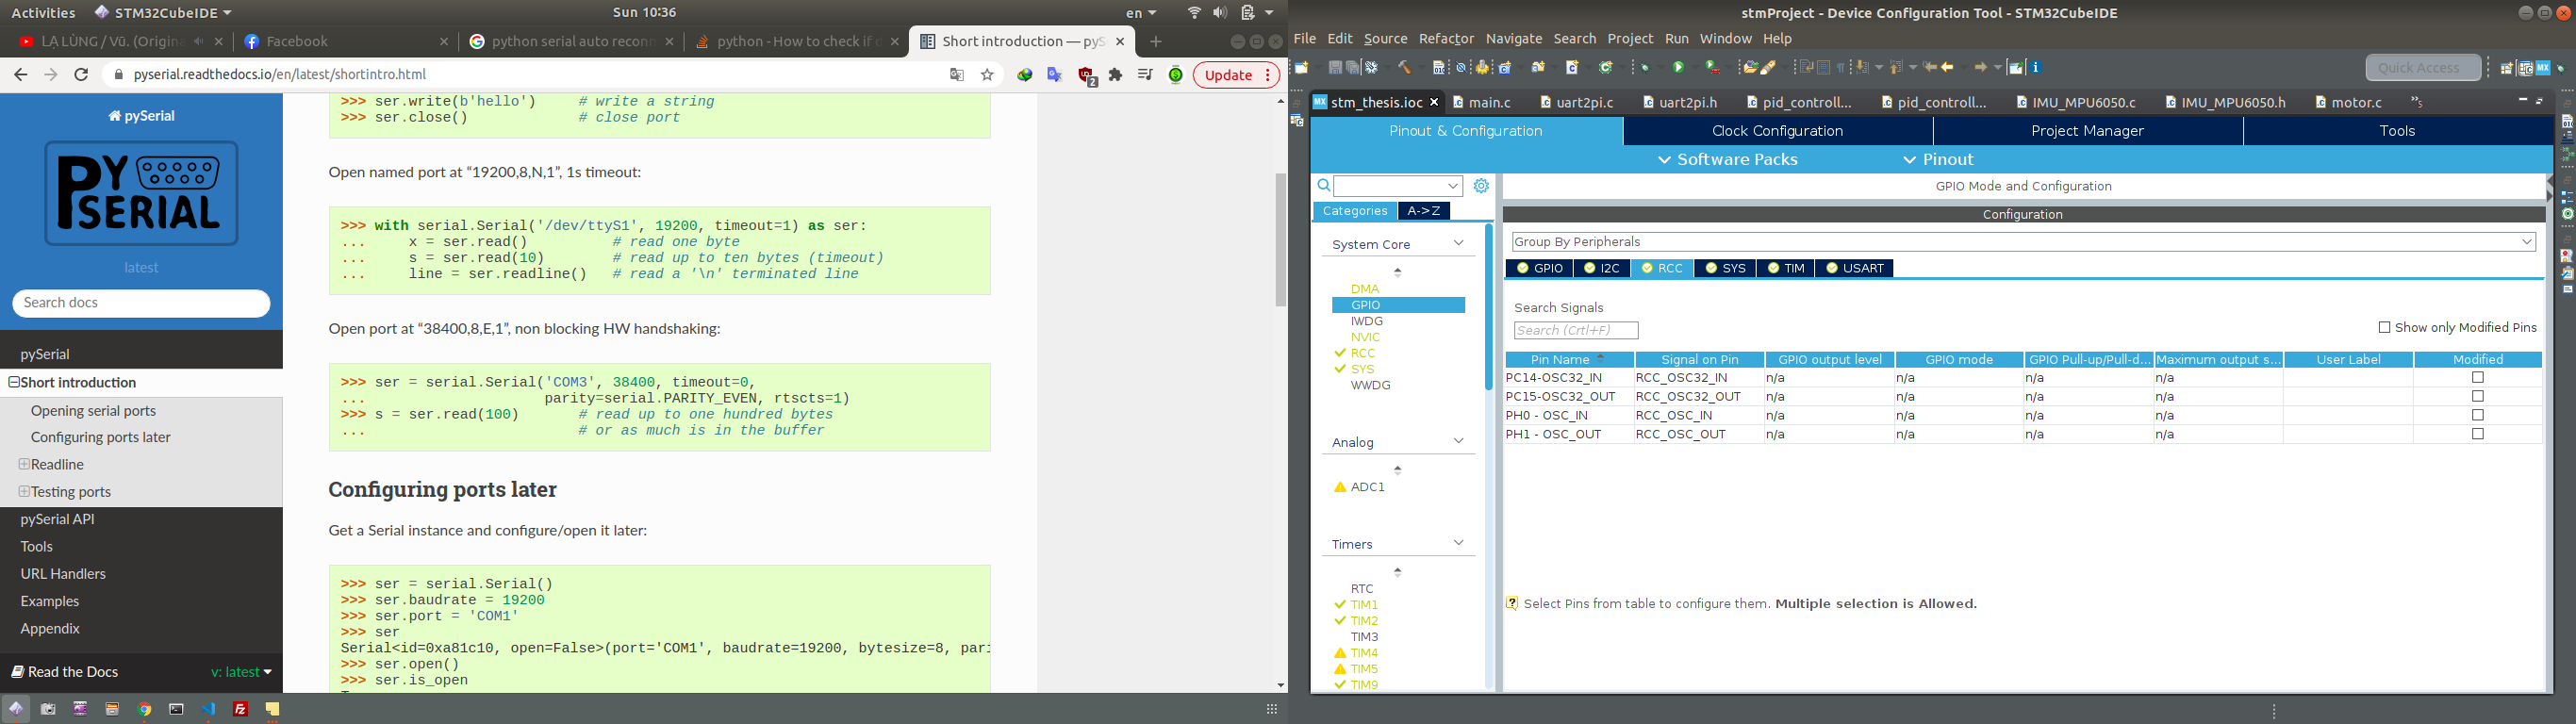 Activities
STM32CubeIDE
Sun 10:36
en
LẠ LÙNG / Vũ. (Origina
Facebook
python serial auto reconn
python - How to check if
Short introduction — pyS
pyserial.readthedocs.io/en/latest/shortintro.html
2
Update
pySerial
PY SERIAL
latest
Search docs
pySerial
Short introduction
Opening serial ports
Configuring ports later
Readline
Testing ports
pySerial API
Tools
URL Handlers
Examples
Appendix
Read the Docs
v: latest
>>> ser.write(b'hello')     # write a string
>>> ser.close()             # close port
Open named port at “19200,8,N,1”, 1s timeout:
>>> with serial.Serial('/dev/ttyS1', 19200, timeout=1) as ser:
...     x = ser.read()          # read one byte
...     s = ser.read(10)        # read up to ten bytes (timeout)
...     line = ser.readline()   # read a '\n' terminated line
Open port at “38400,8,E,1”, non blocking HW handshaking:
>>> ser = serial.Serial('COM3', 38400, timeout=0,
...                     parity=serial.PARITY_EVEN, rtscts=1)
>>> s = ser.read(100)       # read up to one hundred bytes
...                         # or as much is in the buffer
Configuring ports later
Get a Serial instance and configure/open it later:
>>> ser = serial.Serial()
>>> ser.baudrate = 19200
>>> ser.port = 'COM1'
>>> ser
Serial<id=0xa81c10, open=False>(port='COM1', baudrate=19200, bytesize=8, pari
>>> ser.open()
>>> ser.is_open
stmProject - Device Configuration Tool - STM32CubeIDE
File Edit Source Refactor Navigate Search Project Run Window Help
Quick Access
stm_thesis.ioc
main.c
uart2pi.c
uart2pi.h
pid_controll...
pid_controll...
IMU_MPU6050.c
IMU_MPU6050.h
motor.c
»5
Pinout & Configuration
Clock Configuration
Project Manager
Tools
Software Packs
Pinout
Categories
A->Z
System Core
DMA
GPIO
IWDG
NVIC
RCC
SYS
WWDG
Analog
ADC1
Timers
RTC
TIM1
TIM2
TIM3
TIM4
TIM5
TIM9
GPIO Mode and Configuration
Configuration
Group By Peripherals
GPIO I2C RCC SYS TIM USART
Search Signals
Search (Crtl+F)
Show only Modified Pins
Pin Name Signal on Pin GPIO output level GPIO mode GPIO Pull-up/Pull-d... Maximum output s... User Label Modified
PC14-OSC32_IN RCC_OSC32_IN n/a n/a n/a n/a
PC15-OSC32_OUT RCC_OSC32_OUT n/a n/a n/a n/a
PH0 - OSC_IN RCC_OSC_IN n/a n/a n/a n/a
PH1 - OSC_OUT RCC_OSC_OUT n/a n/a n/a n/a
Select Pins from table to configure them. Multiple selection is Allowed.